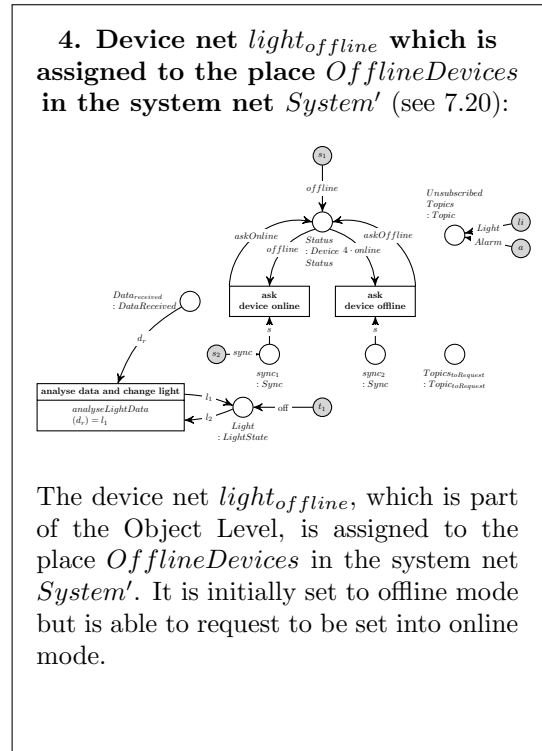 4. Device net light_offline which is
assigned to the place OfflineDevices
in the system net System′ (see 7.20):
s₁
offline
Unsubscribed
Topics
: Topic
Light
li
Alarm
a
askOnline
askOffline
offline
Status
: Device
Status
4 · online
Data_received
: DataReceived
ask
device online
ask
device offline
d_r
s
s
s₂
sync
sync₁
: Sync
sync₂
: Sync
Topics_toRequest
: Topic_toRequest
analyse data and change light
analyseLightData
(d_r) = l₁
l₁
l₂
off
t₁
Light
: LightState
The device net light_offline, which is part
of the Object Level, is assigned to the
place OfflineDevices in the system net
System′. It is initially set to offline mode
but is able to request to be set into online
mode.